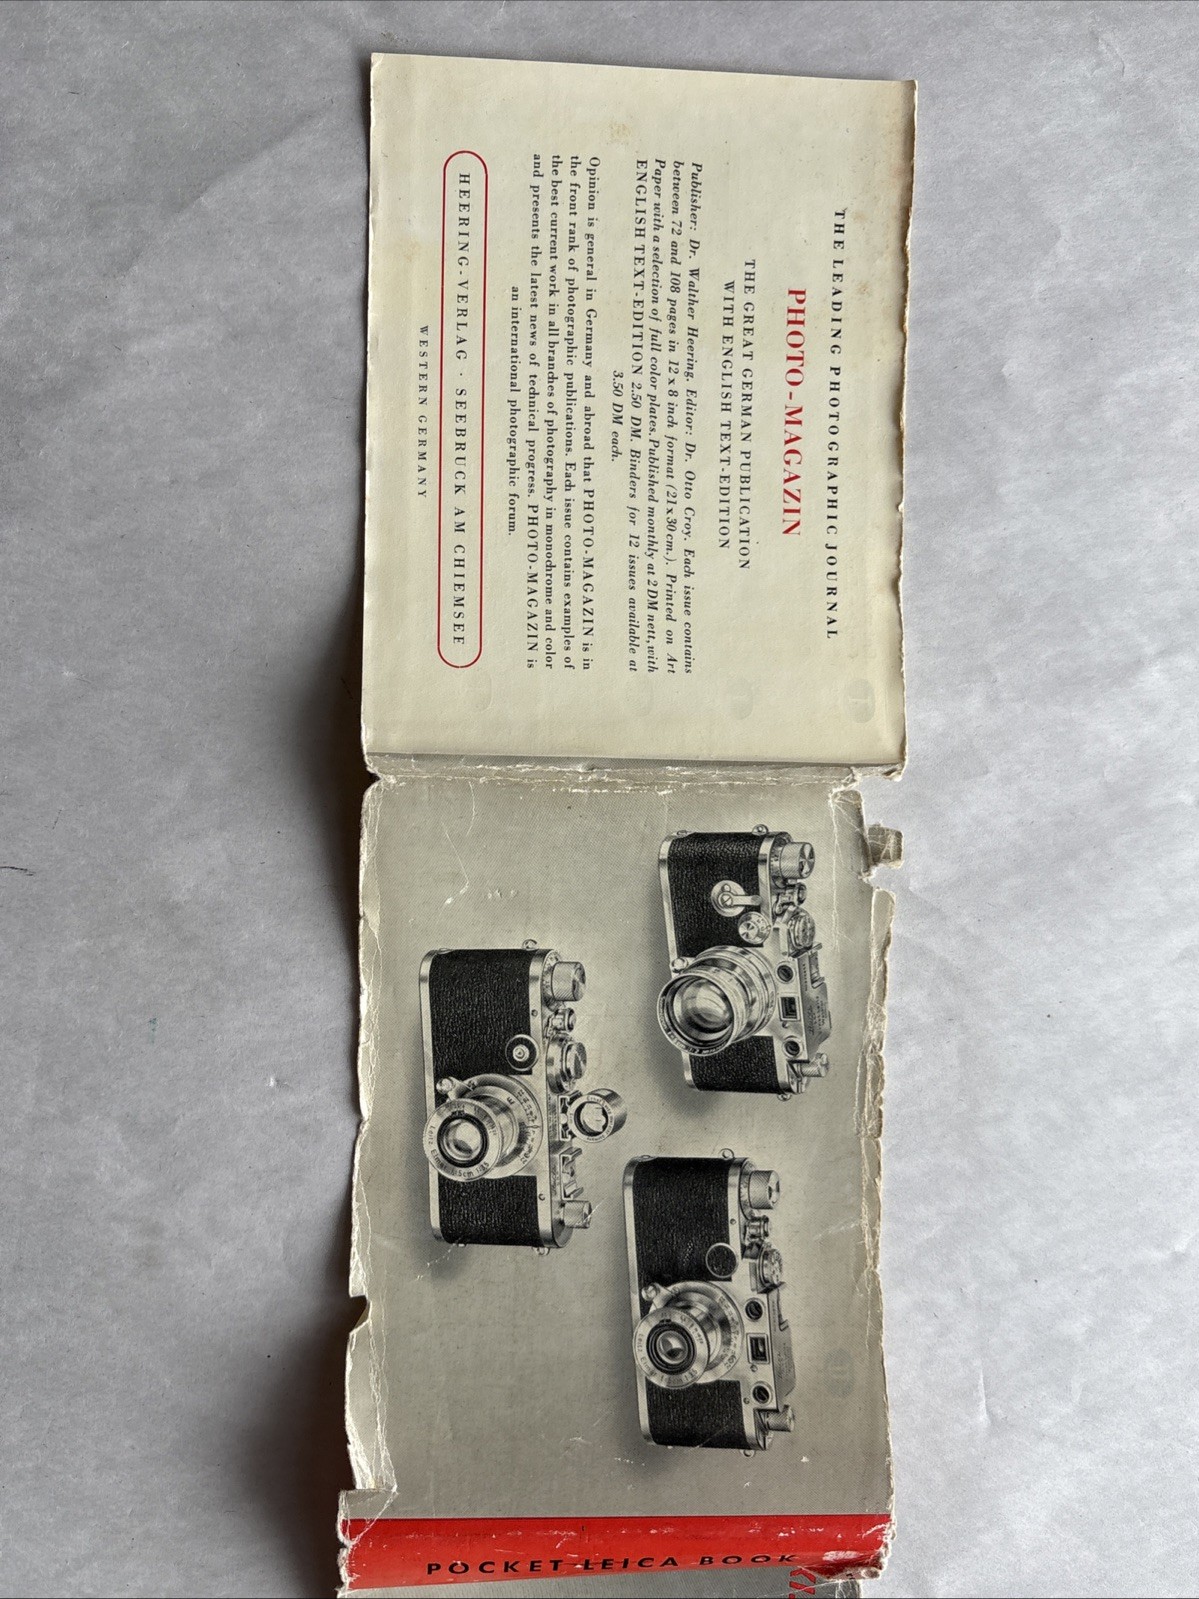 THE LEADING PHOTOGRAPHIC JOURNAL
PHOTO-MAGAZIN
THE GREAT GERMAN PUBLICATION
WITH ENGLISH TEXT-EDITION
Publisher: Dr. Walther Heering. Editor: Dr. Otto Croy. Each issue contains
between 72 and 108 pages in 12 x 8 inch format (21x30cm.). Printed on Art
Paper with a selection of full color plates. Published monthly at 2 DM nett, with
ENGLISH TEXT-EDITION 2.50 DM. Binders for 12 issues available at
3.50 DM each.
Opinion is general in Germany and abroad that PHOTO-MAGAZIN is in
the front rank of photographic publications. Each issue contains examples of
the best current work in all branches of photography in monochrome and color
and presents the latest news of technical progress. PHOTO-MAGAZIN is
an international photographic forum.
HEERING-VERLAG · SEEBRUCK AM CHIEMSEE
WESTERN GERMANY
Leitz Elmar
POCKET LEICA BOOK